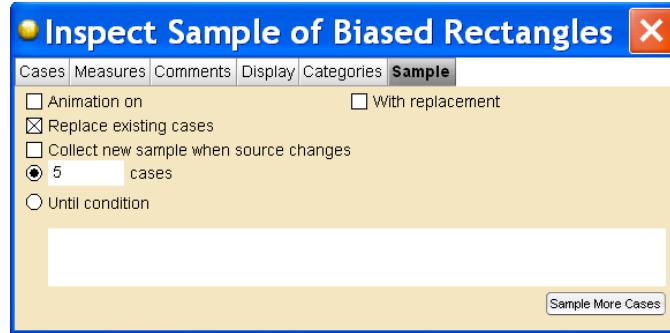 Inspect Sample of Biased Rectangles
Cases Measures Comments Display Categories Sample
Animation on With replacement
Replace existing cases
Collect new sample when source changes
5 cases
Until condition
Sample More Cases